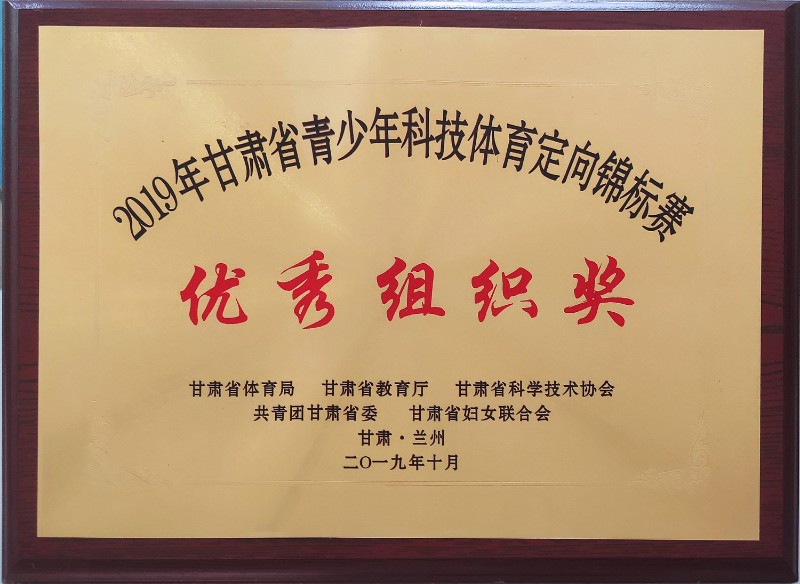 2019年甘肃省青少年科技体育定向锦标赛
优秀组织奖
甘肃省体育局 甘肃省教育厅 甘肃省科学技术协会
共青团甘肃省委 甘肃省妇女联合会
甘肃·兰州
二〇一九年十月